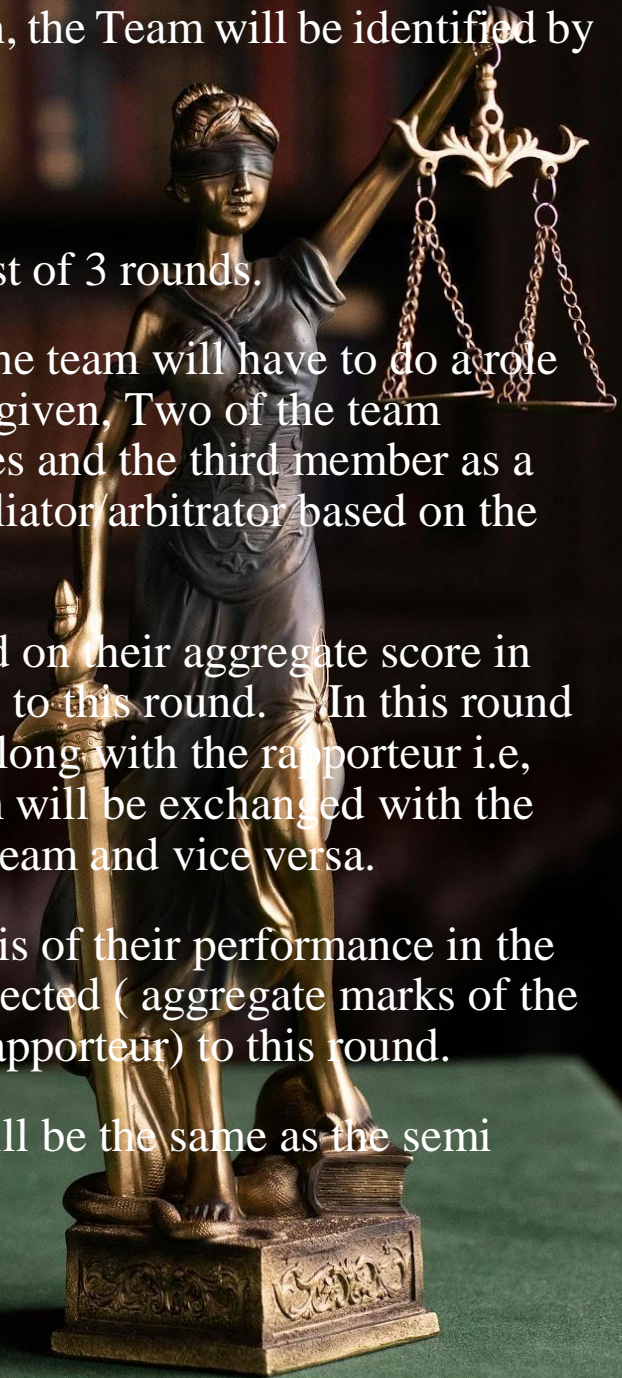 , the Team will be identified by
st of 3 rounds.
he team will have to do a role
given, Two of the team
es and the third member as a
liator/arbitrator based on the
d on their aggregate score in
to this round. In this round
long with the rapporteur i.e,
will be exchanged with the
eam and vice versa.
is of their performance in the
ected ( aggregate marks of the
apporteur) to this round.
ll be the same as the semi